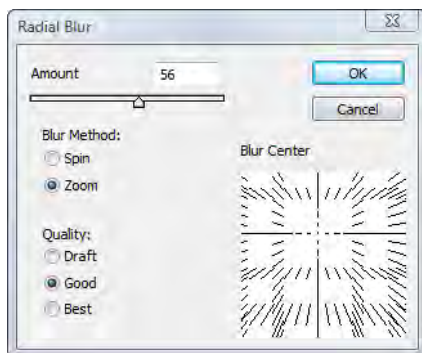 Radial Blur
Amount 56
OK
Cancel
Blur Method:
Spin
Zoom
Blur Center
Quality:
Draft
Good
Best